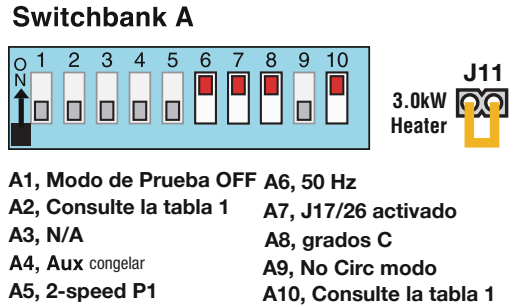 Switchbank A
ON 1 2 3 4 5 6 7 8 9 10
J11
3.0kW
Heater
A1, Modo de Prueba OFF
A2, Consulte la tabla 1
A3, N/A
A4, Aux congelar
A5, 2-speed P1
A6, 50 Hz
A7, J17/26 activado
A8, grados C
A9, No Circ modo
A10, Consulte la tabla 1